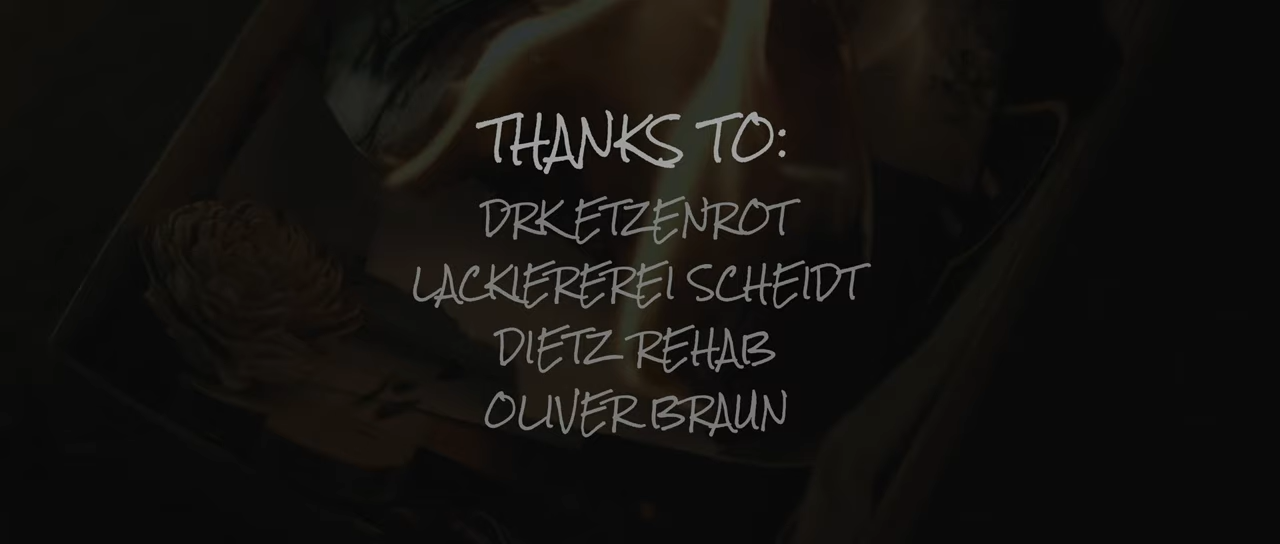 THANKS TO:
DRK ETZENROT
LACKIEREREI SCHEIDT
DIETZ REHAB
OLIVER BRAUN